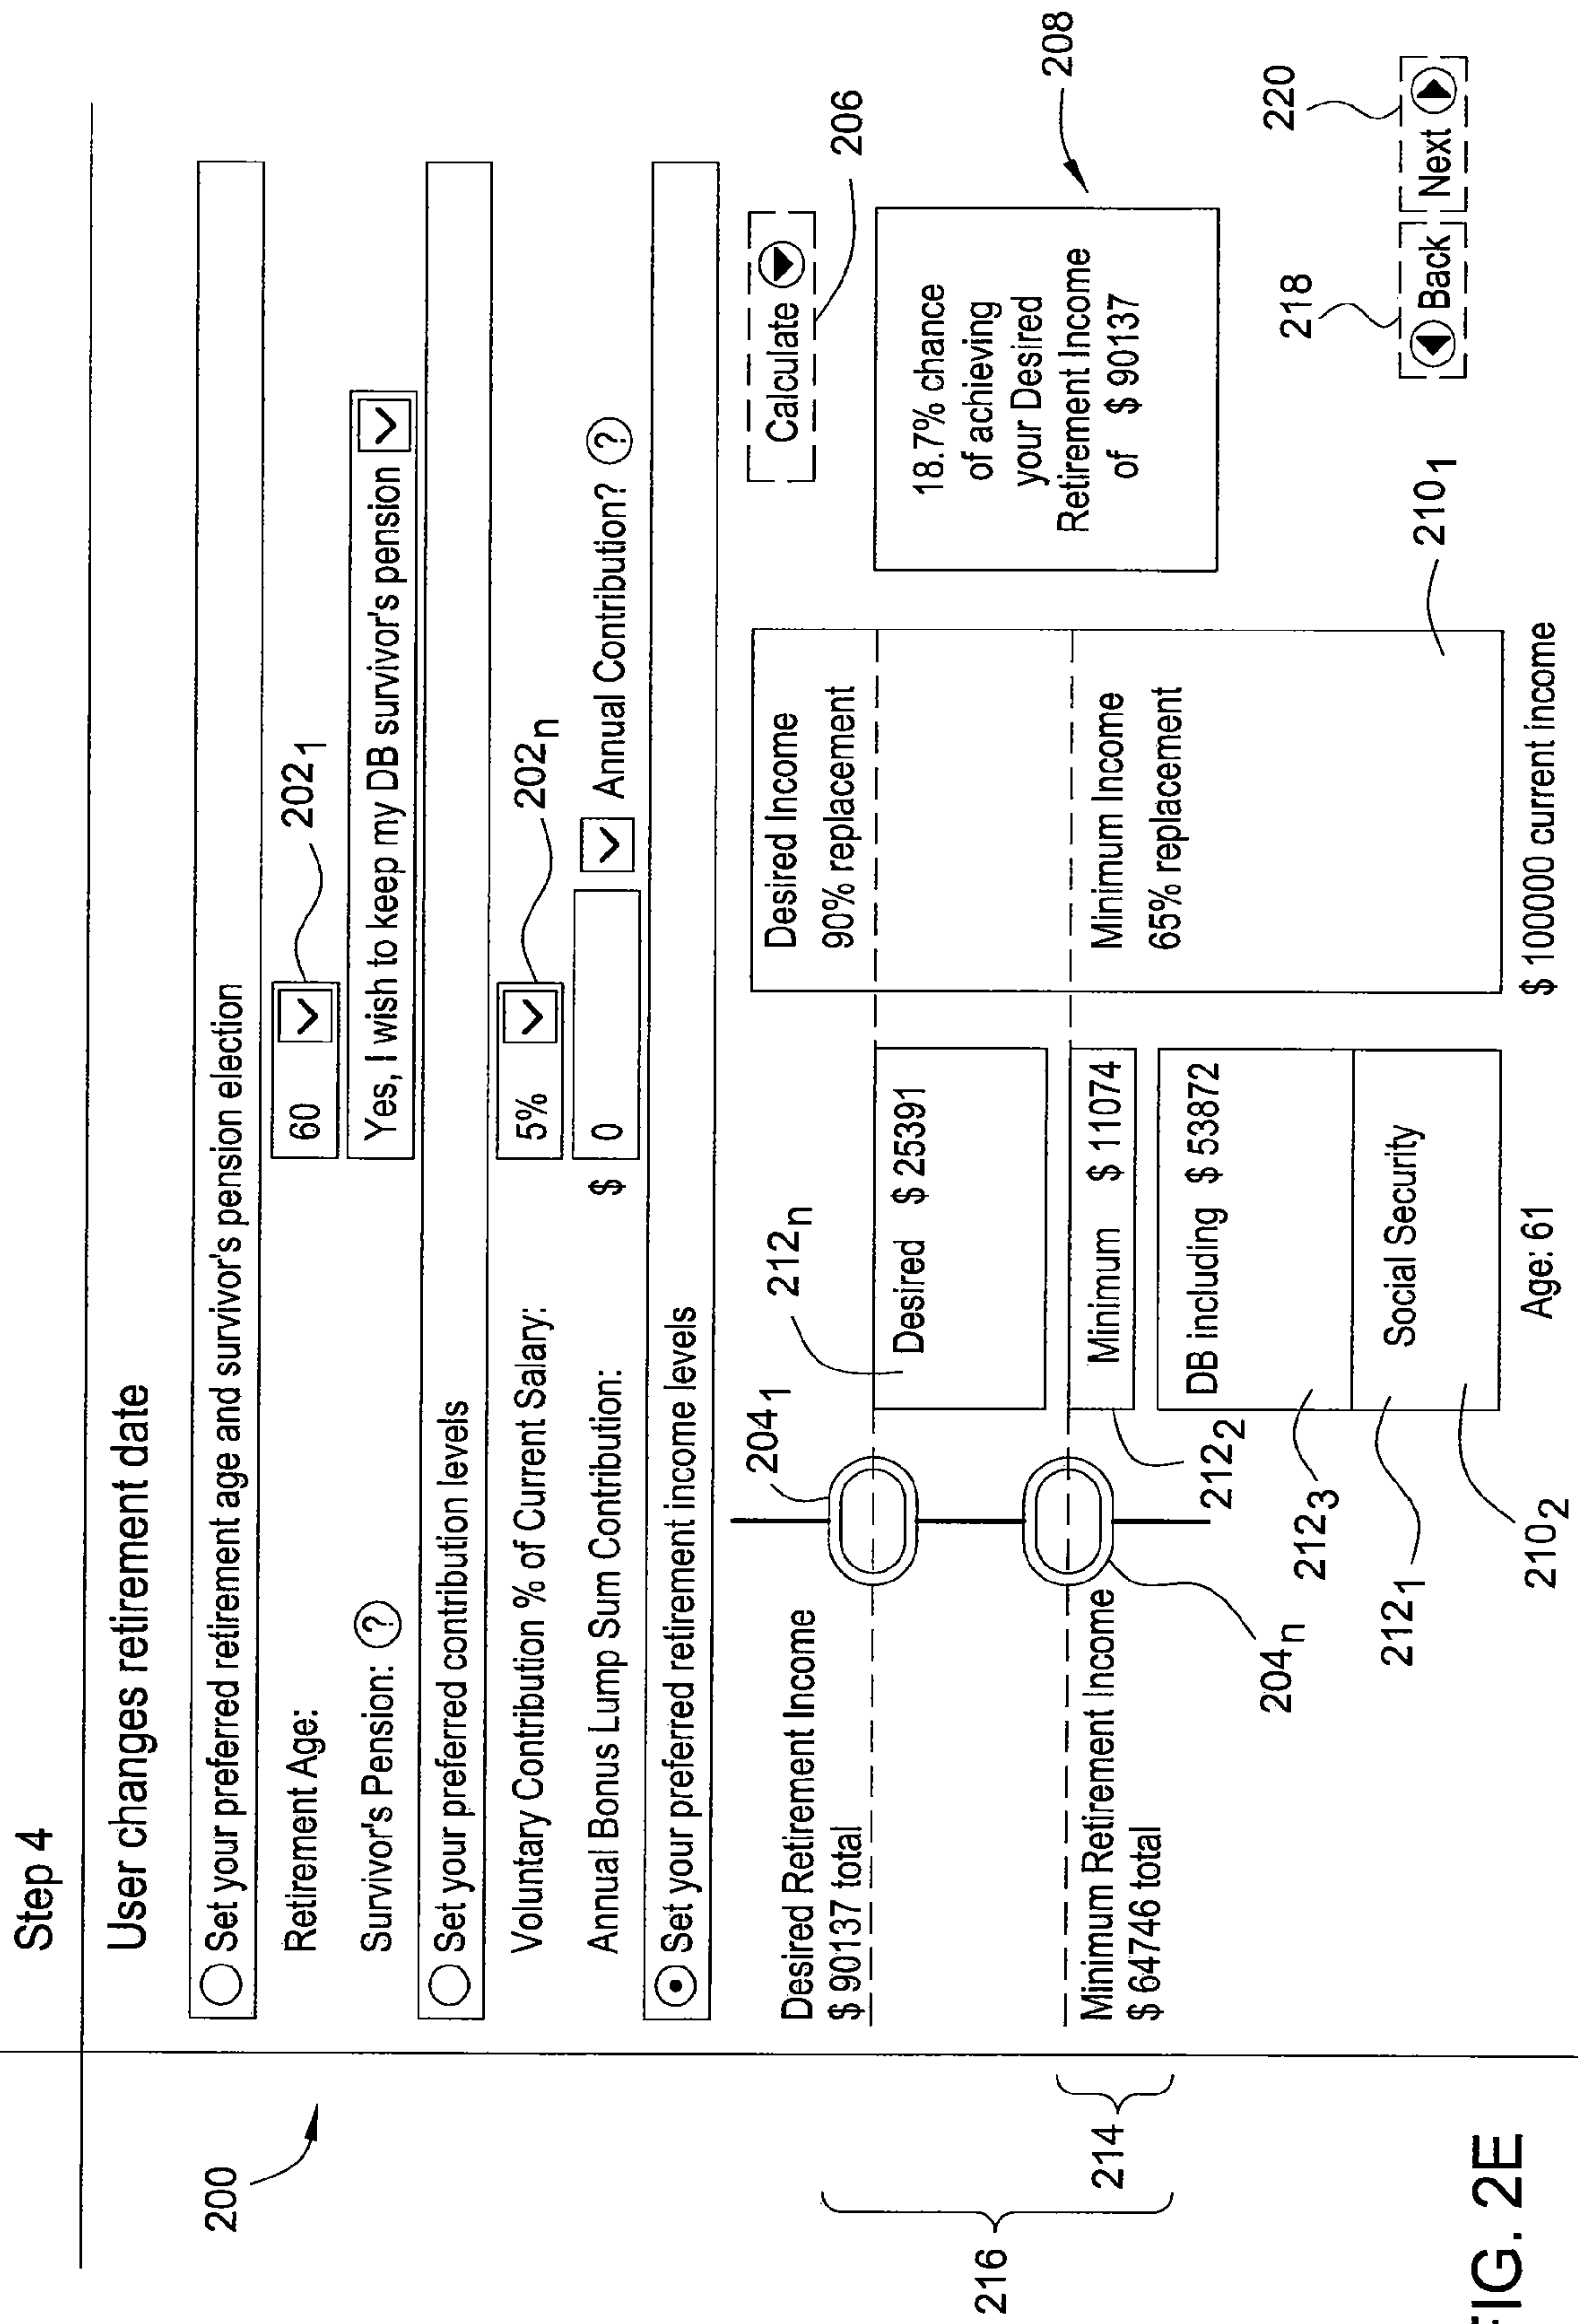 Step 4
User changes retirement date
200
Set your preferred retirement age and survivor's pension election
Retirement Age: 60 202₁
Survivor's Pension: ? Yes, I wish to keep my DB survivor's pension
Set your preferred contribution levels
Voluntary Contribution % of Current Salary: 5% 202ₙ
Annual Bonus Lump Sum Contribution: $ 0 Annual Contribution? ?
Set your preferred retirement income levels
Calculate 206
Desired Retirement Income
$ 90137 total
204₁
212ₙ
Desired $ 25391
Desired Income
90% replacement
18.7% chance
of achieving
your Desired
Retirement Income
of $ 90137
208
Minimum Retirement Income
$ 64746 total
204ₙ
Minimum $ 11074
212₂
Minimum Income
65% replacement
DB including $ 53872
212₃
Social Security
212₁
210₂
210₁
Age: 61
$ 100000 current income
214
216
218
220
Back
Next
FIG. 2E